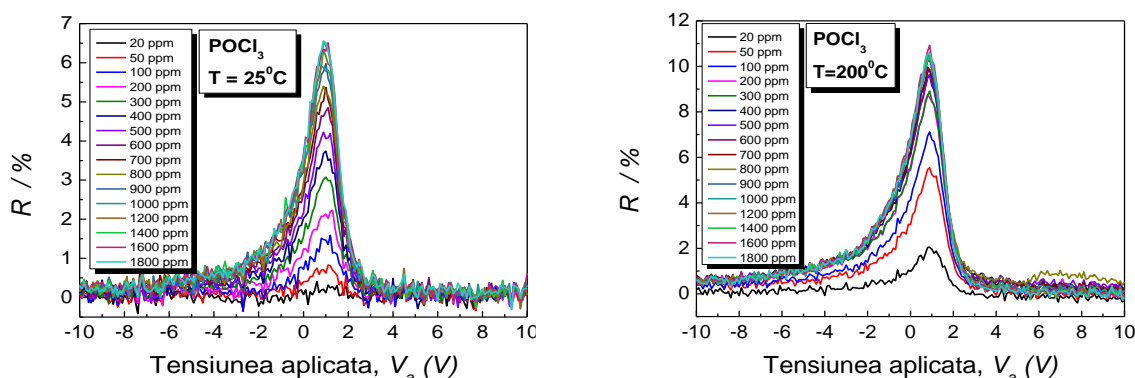 R / %
7
6
5
4
3
2
1
0
20 ppm
50 ppm
100 ppm
200 ppm
300 ppm
400 ppm
500 ppm
600 ppm
700 ppm
800 ppm
900 ppm
1000 ppm
1200 ppm
1400 ppm
1600 ppm
1800 ppm
POCl3
T = 25⁰C
-10 -8 -6 -4 -2 0 2 4 6 8 10
Tensiunea aplicata, Va (V)
R / %
12
10
8
6
4
2
0
20 ppm
50 ppm
100 ppm
200 ppm
300 ppm
400 ppm
500 ppm
600 ppm
700 ppm
800 ppm
900 ppm
1000 ppm
1200 ppm
1400 ppm
1600 ppm
1800 ppm
POCl3
T=200⁰C
-10 -8 -6 -4 -2 0 2 4 6 8 10
Tensiunea aplicata, Va (V)